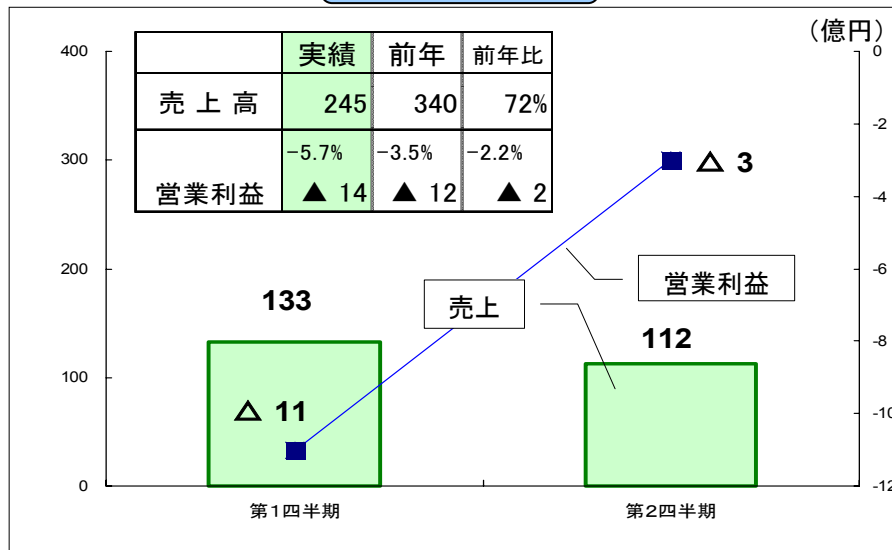 (億円)
実績 前年 前年比
売上高 245 340 72%
-5.7% -3.5% -2.2%
営業利益 ▲ 14 ▲ 12 ▲ 2
400
300
200
100
0
0
-2
-4
-6
-8
-10
-12
△ 3
営業利益
売上
133
112
△ 11
第1四半期
第2四半期